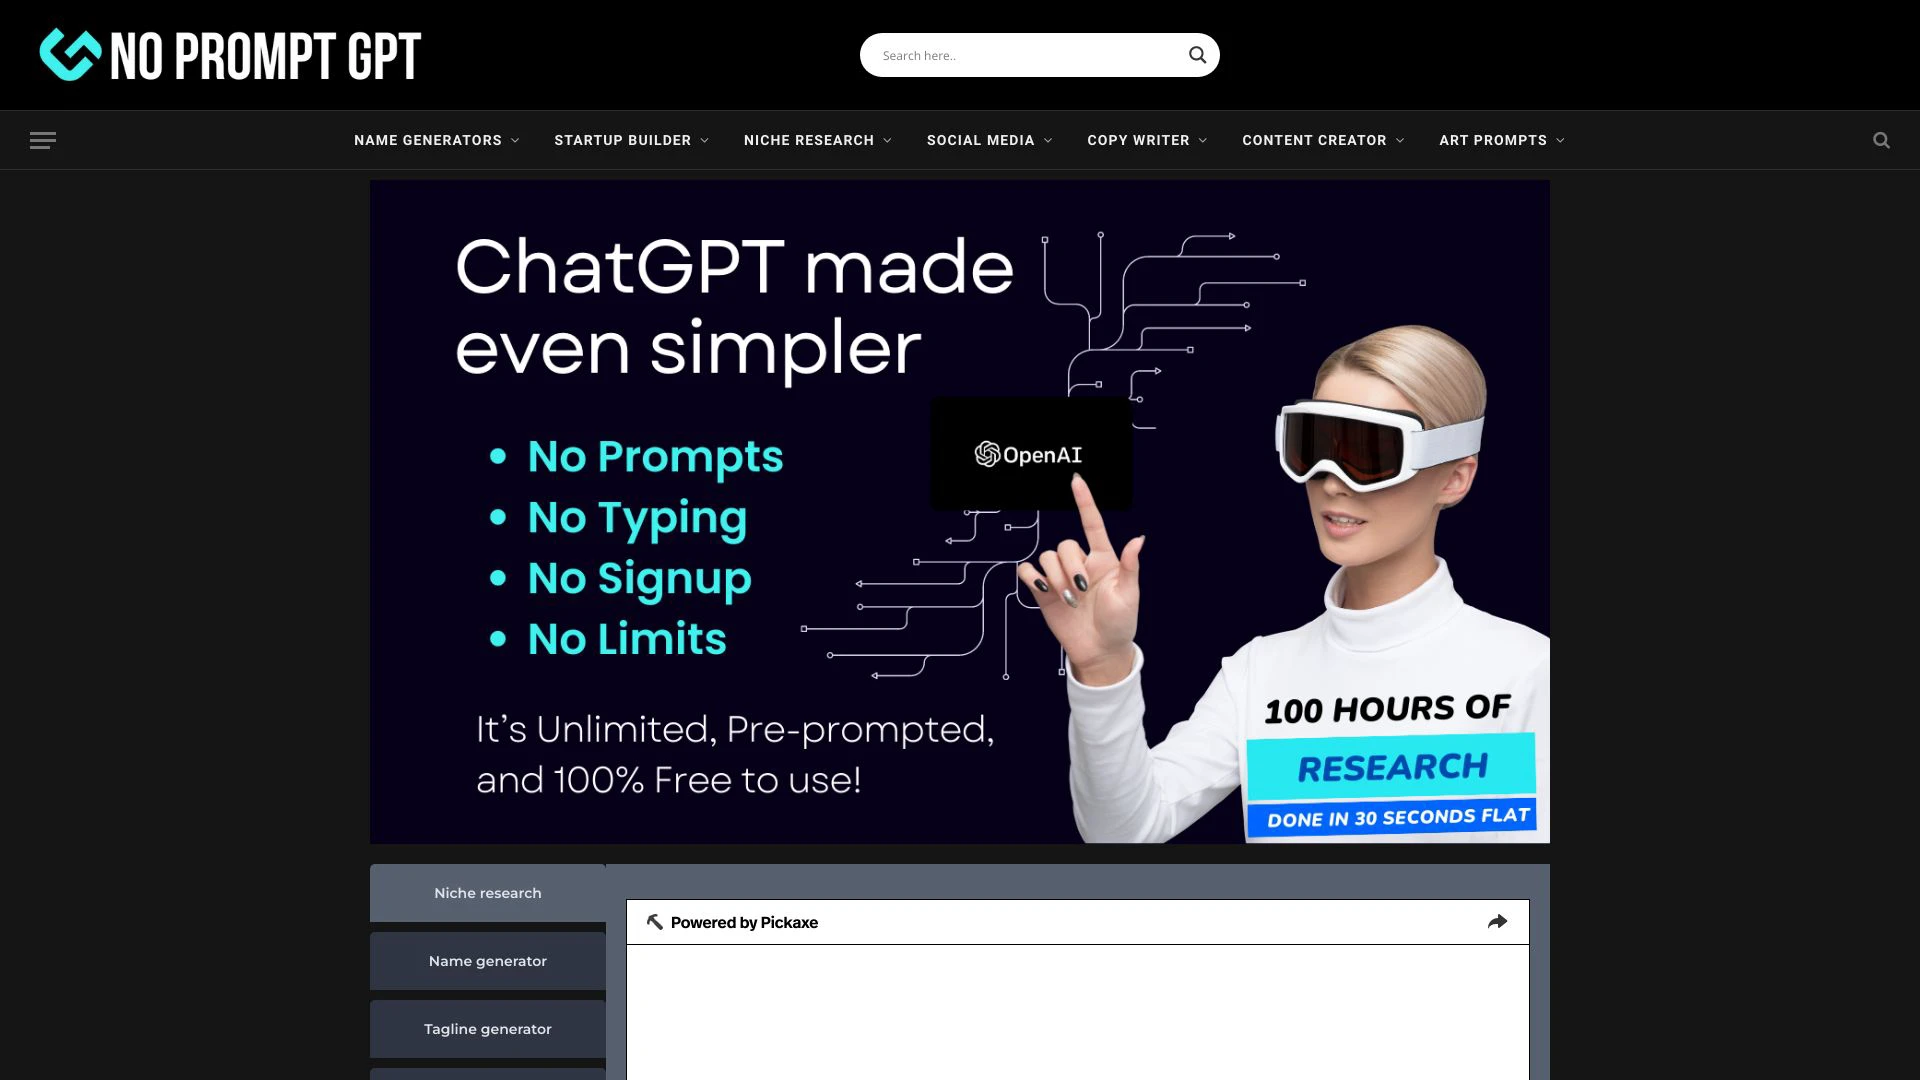 NO PROMPT GPT
Search here..
NAME GENERATORS
STARTUP BUILDER
NICHE RESEARCH
SOCIAL MEDIA
COPY WRITER
CONTENT CREATOR
ART PROMPTS
ChatGPT made
even simpler
OpenAI
• No Prompts
• No Typing
• No Signup
• No Limits
It's Unlimited, Pre-prompted,
and 100% Free to use!
100 HOURS OF
RESEARCH
DONE IN 30 SECONDS FLAT
Niche research
Name generator
Tagline generator
Powered by Pickaxe